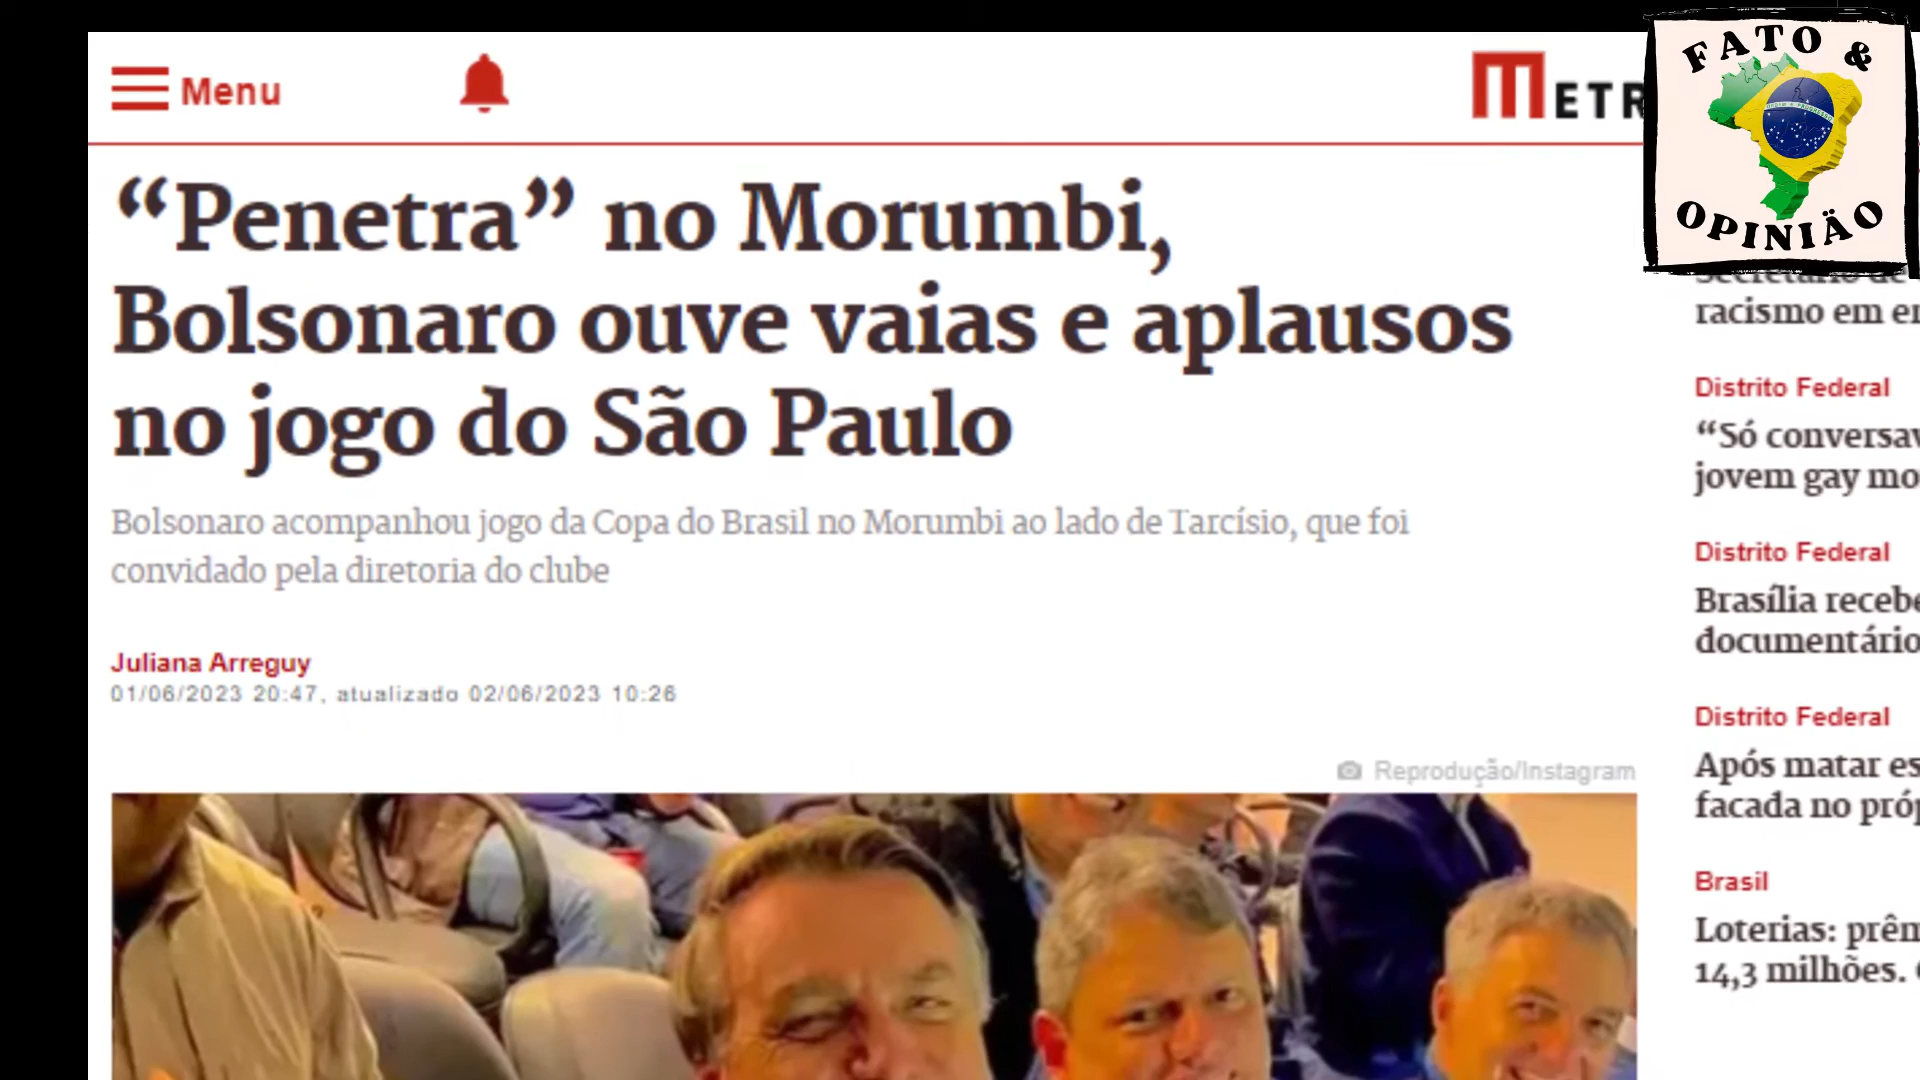 Menu
METR
FATO &
OPINIÃO
“Penetra” no Morumbi,
Bolsonaro ouve vaias e aplausos
no jogo do São Paulo
Bolsonaro acompanhou jogo da Copa do Brasil no Morumbi ao lado de Tarcísio, que foi
convidado pela diretoria do clube
Juliana Arreguy
01/06/2023 20:47, atualizado 02/06/2023 10:26
Reprodução/Instagram
racismo em
Distrito Federal
“Só
jovem gay
Distrito Federal
Brasília
documentário
Distrito Federal
Após matar
facada no
Brasil
Loterias:
14,3 milhões.